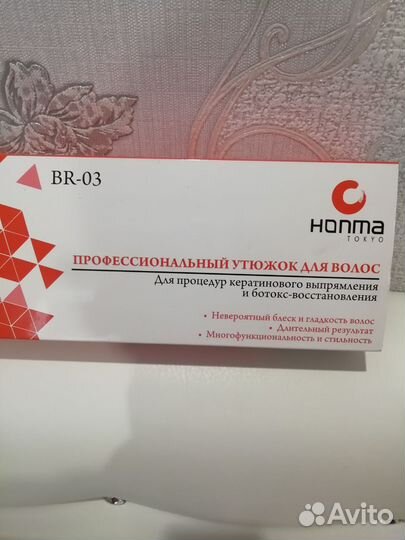 BR-03
Honma
TOKYO
ПРОФЕССИОНАЛЬНЫЙ УТЮЖОК ДЛЯ ВОЛОС
Для процедур кератинового выпрямления
и ботокс-восстановления
• Невероятный блеск и гладкость волос
• Длительный результат
• Многофункциональность и стильность
Avito